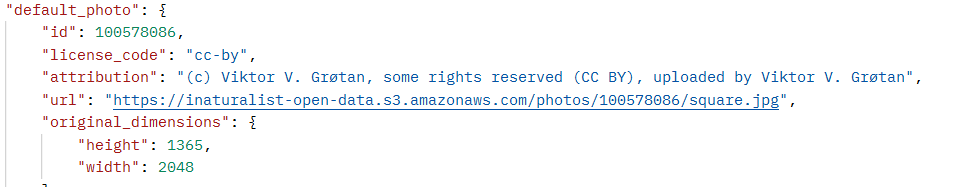 "default_photo": {
"id": 100578086,
"license_code": "cc-by",
"attribution": "(c) Viktor V. Grøtan, some rights reserved (CC BY), uploaded by Viktor V. Grøtan",
"url": "https://inaturalist-open-data.s3.amazonaws.com/photos/100578086/square.jpg",
"original_dimensions": {
"height": 1365,
"width": 2048